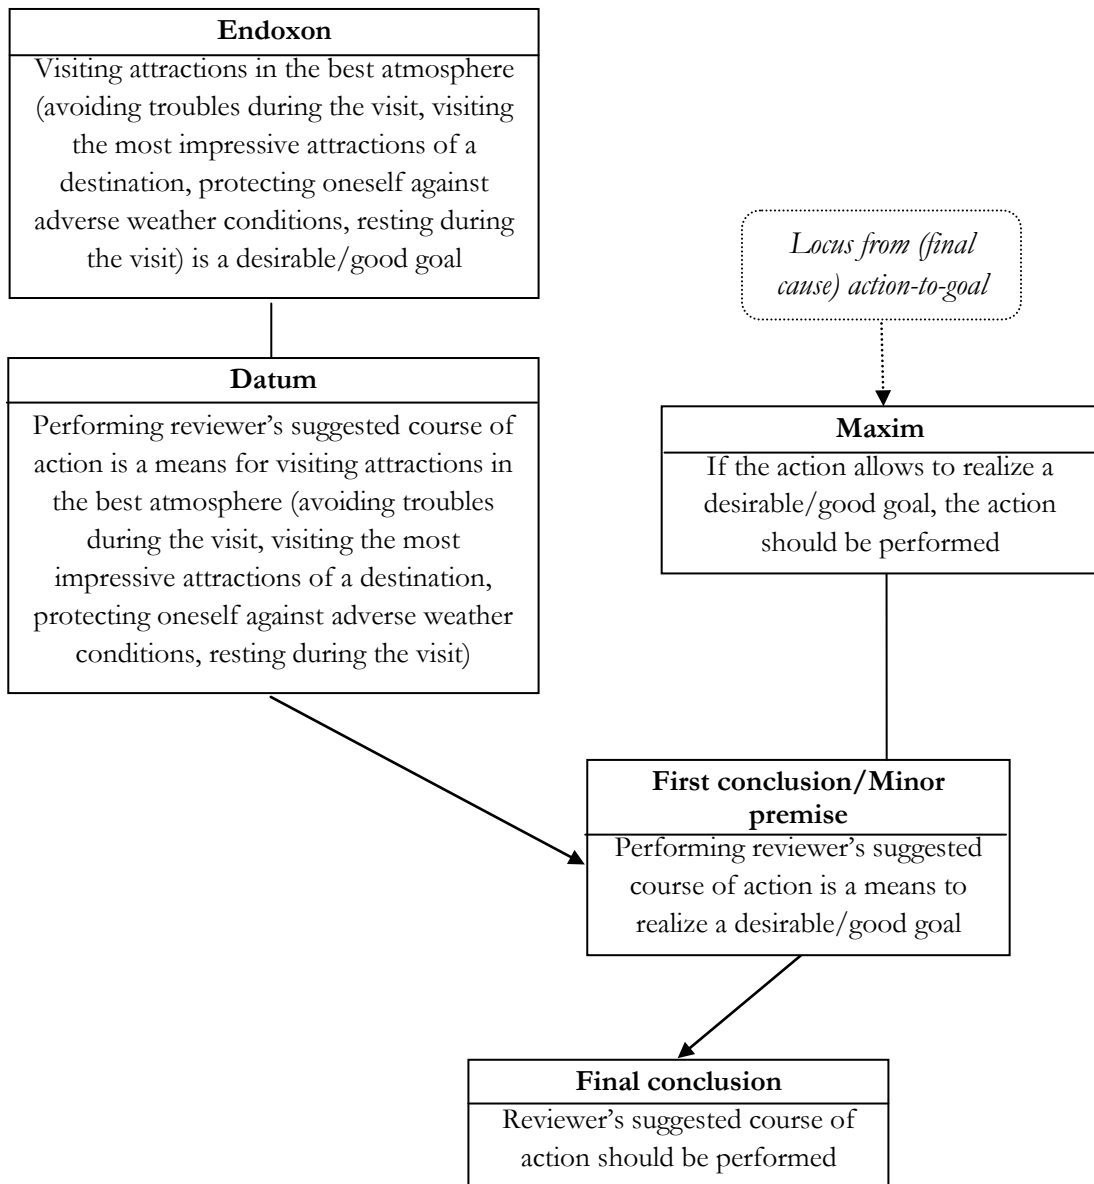 Endoxon
Visiting attractions in the best atmosphere
(avoiding troubles during the visit, visiting
the most impressive attractions of a
destination, protecting oneself against
adverse weather conditions, resting during
the visit) is a desirable/good goal
Locus from (final
cause) action-to-goal
Datum
Performing reviewer's suggested course of
action is a means for visiting attractions in
the best atmosphere (avoiding troubles
during the visit, visiting the most
impressive attractions of a destination,
protecting oneself against adverse weather
conditions, resting during the visit)
Maxim
If the action allows to realize a
desirable/good goal, the action
should be performed
First conclusion/Minor
premise
Performing reviewer's suggested
course of action is a means to
realize a desirable/good goal
Final conclusion
Reviewer's suggested course of
action should be performed